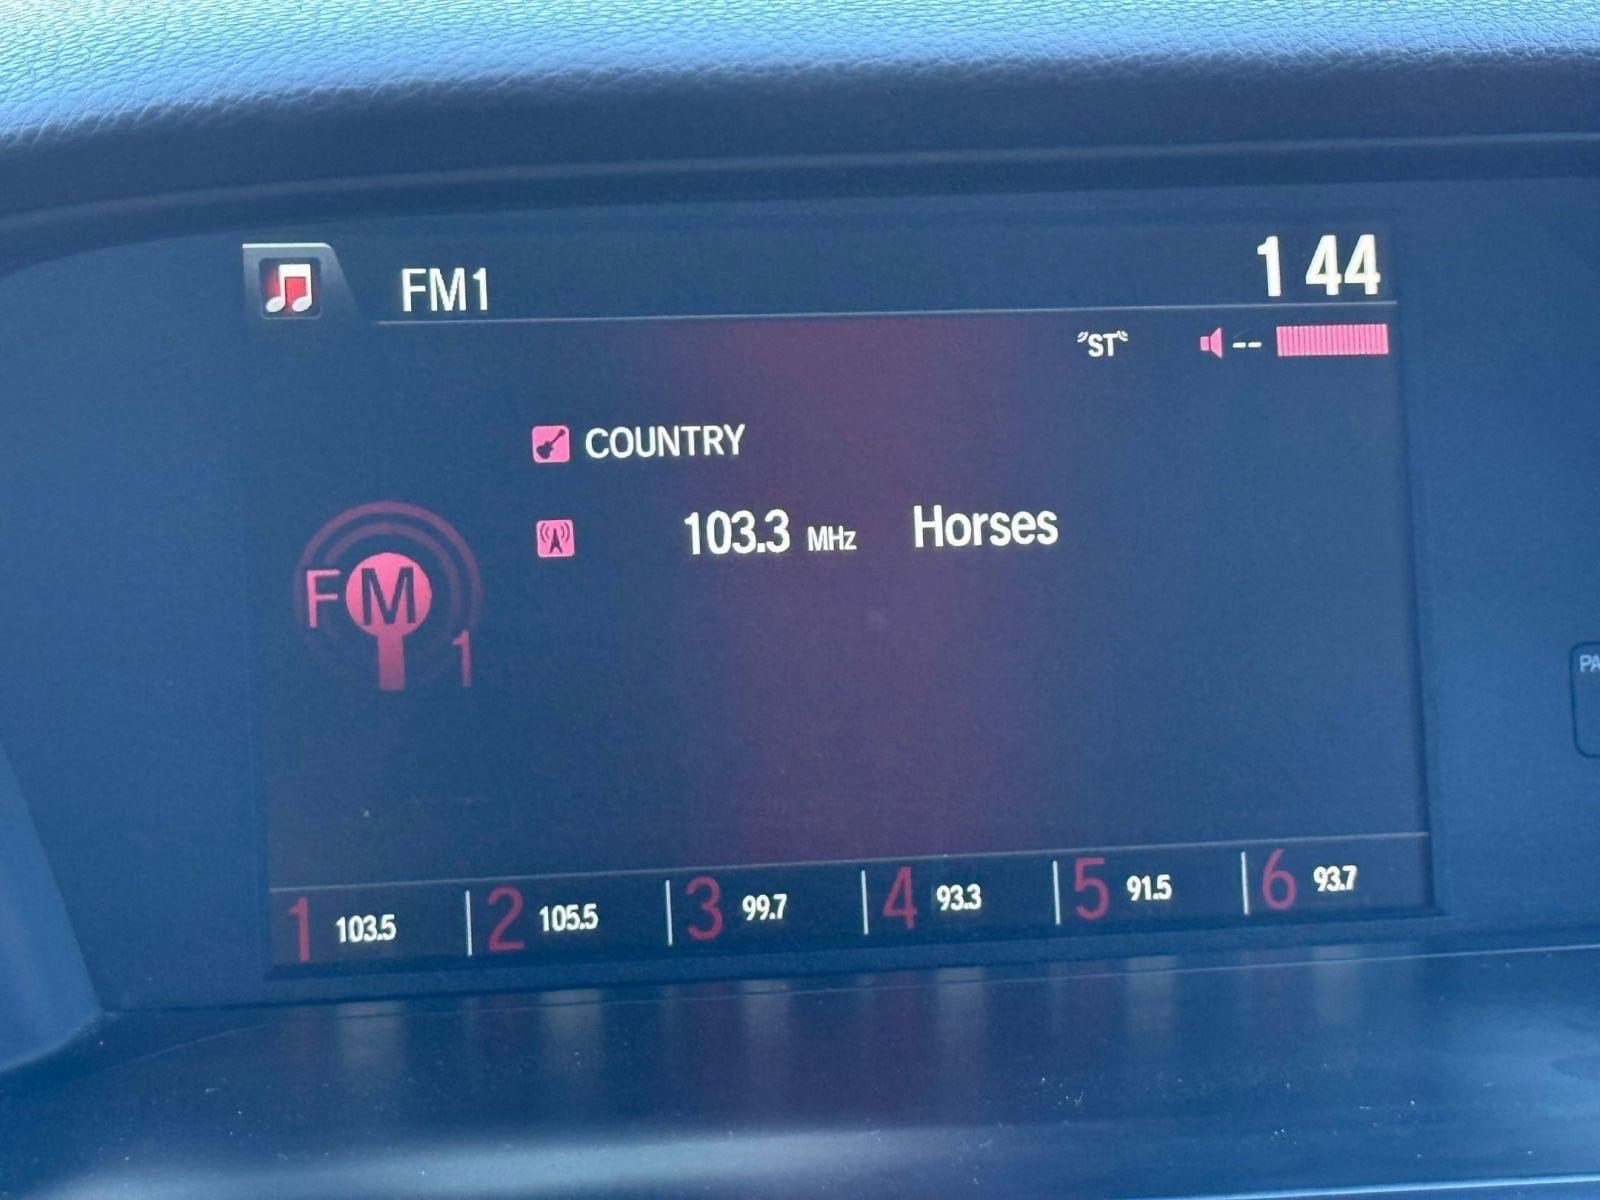 FM1 1 44
ST --
COUNTRY
103.3 MHz Horses
FM 1
1 103.5 2 105.5 3 99.7 4 93.3 5 91.5 6 93.7